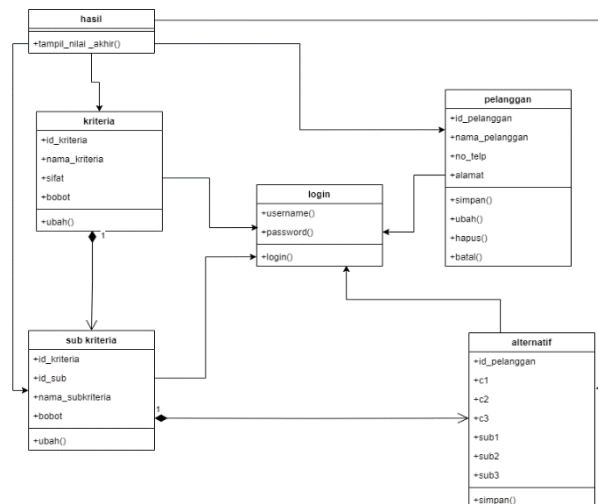 hasil
+tampil_nilai _akhir()
kriteria
+id_kriteria
+nama_kriteria
+sifat
+bobot
+ubah()
1
pelanggan
+id_pelanggan
+nama_pelanggan
+no_telp
+alamat
+simpan()
+ubah()
+hapus()
+batal()
login
+username()
+password()
+login()
sub kriteria
+id_kriteria
+id_sub
+nama_subkriteria
+bobot
+ubah()
1
alternatif
+id_pelanggan
+c1
+c2
+c3
+sub1
+sub2
+sub3
+simpan()